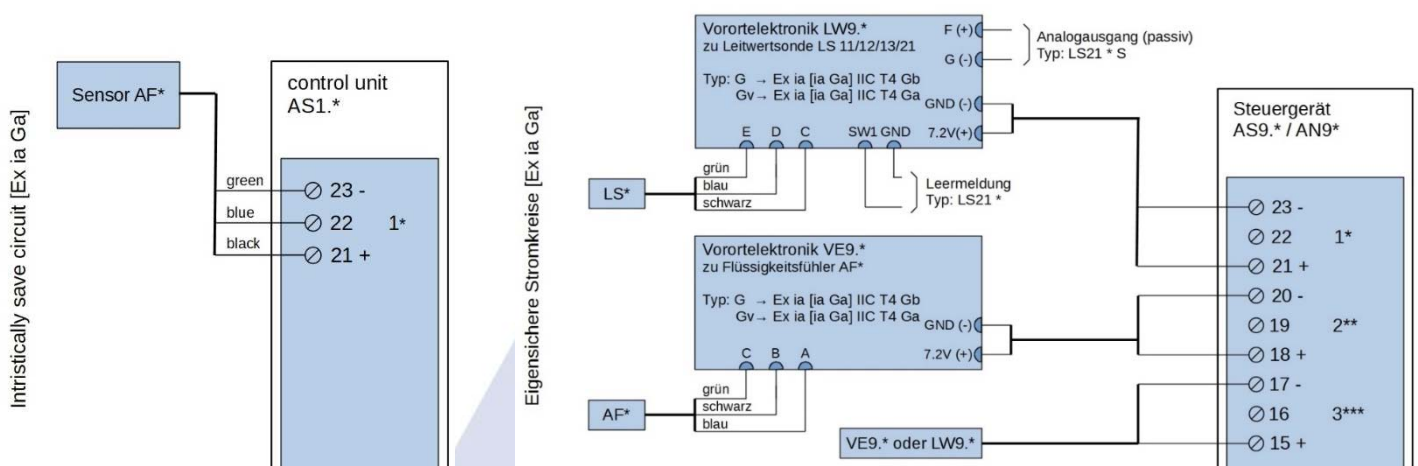 Intristically save circuit [Ex ia Ga]
Sensor AF*
control unit
AS1.*
green
23 -
blue
22 1*
black
21 +
Eigensichere Stromkreise [Ex ia Ga]
Vorortelektronik LW9.*
zu Leitwertsonde LS 11/12/13/21
Typ: G → Ex ia [ia Ga] IIC T4 Gb
Gv→ Ex ia [ia Ga] IIC T4 Ga
F (+)
G (-)
GND (-)
7.2V(+)
E D C SW1 GND
Analogausgang (passiv)
Typ: LS21 * S
LS*
grün
blau
schwarz
Leermeldung
Typ: LS21 *
Vorortelektronik VE9.*
zu Flüssigkeitsfühler AF*
Typ: G → Ex ia [ia Ga] IIC T4 Gb
Gv→ Ex ia [ia Ga] IIC T4 Ga
GND (-)
7.2V (+)
C B A
AF*
grün
schwarz
blau
VE9.* oder LW9.*
Steuergerät
AS9.* / AN9*
23 -
22 1*
21 +
20 -
19 2**
18 +
17 -
16 3***
15 +